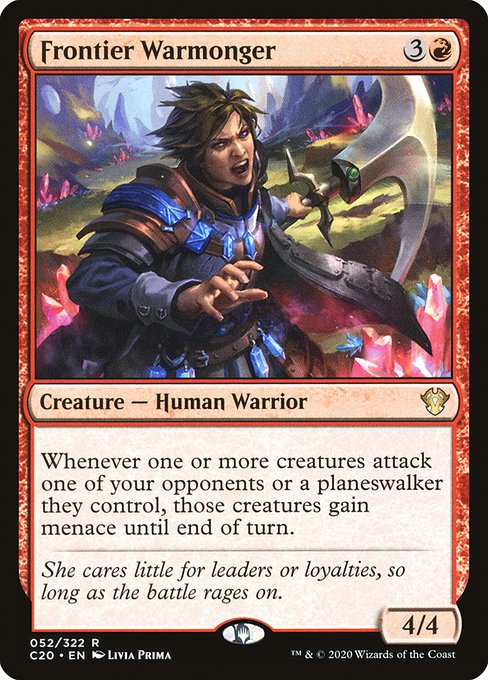 Frontier Warmonger 3
Creature — Human Warrior
Whenever one or more creatures attack
one of your opponents or a planeswalker
they control, those creatures gain
menace until end of turn.
She cares little for leaders or loyalties, so
long as the battle rages on.
4/4
052/322 R
C20 • EN Livia Prima
™ & © 2020 Wizards of the Coast